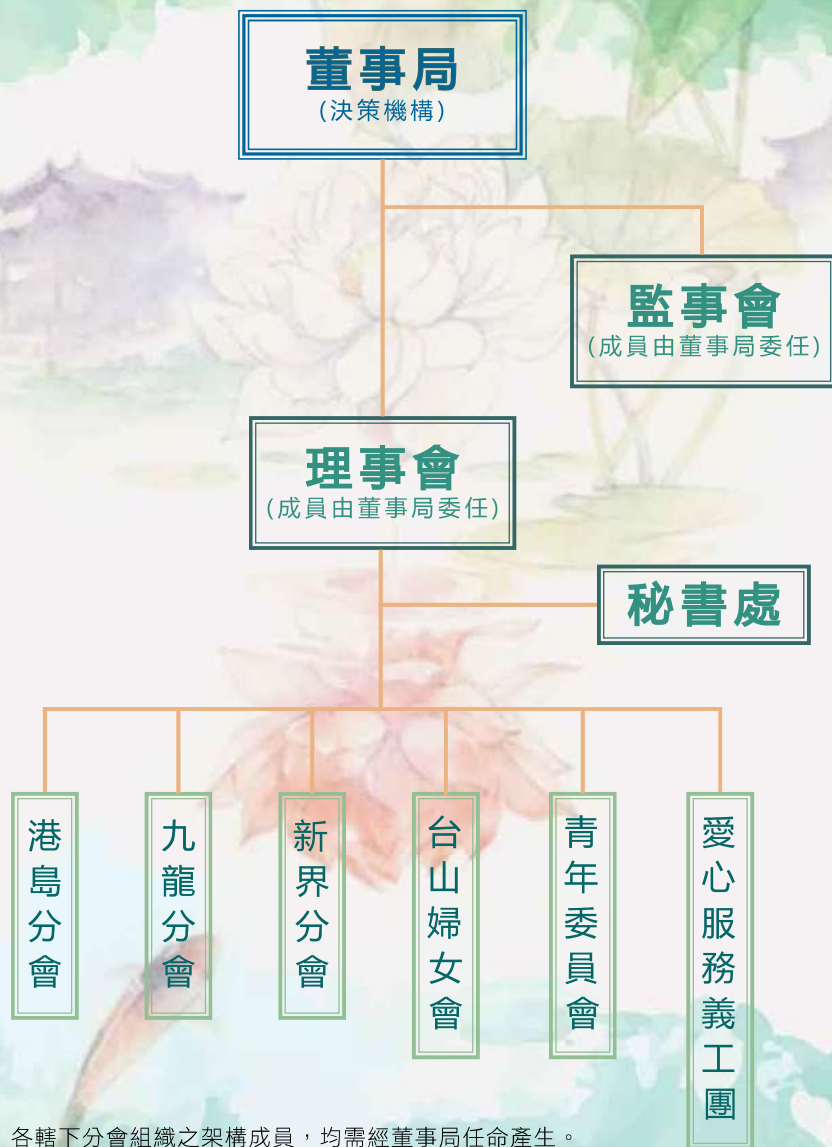 董事局
(決策機構)
監事會
(成員由董事局委任)
理事會
(成員由董事局委任)
秘書處
港島分會
九龍分會
新界分會
台山婦女會
青年委員會
愛心服務義工團
各轄下分會組織之架構成員，均需經董事局任命產生。